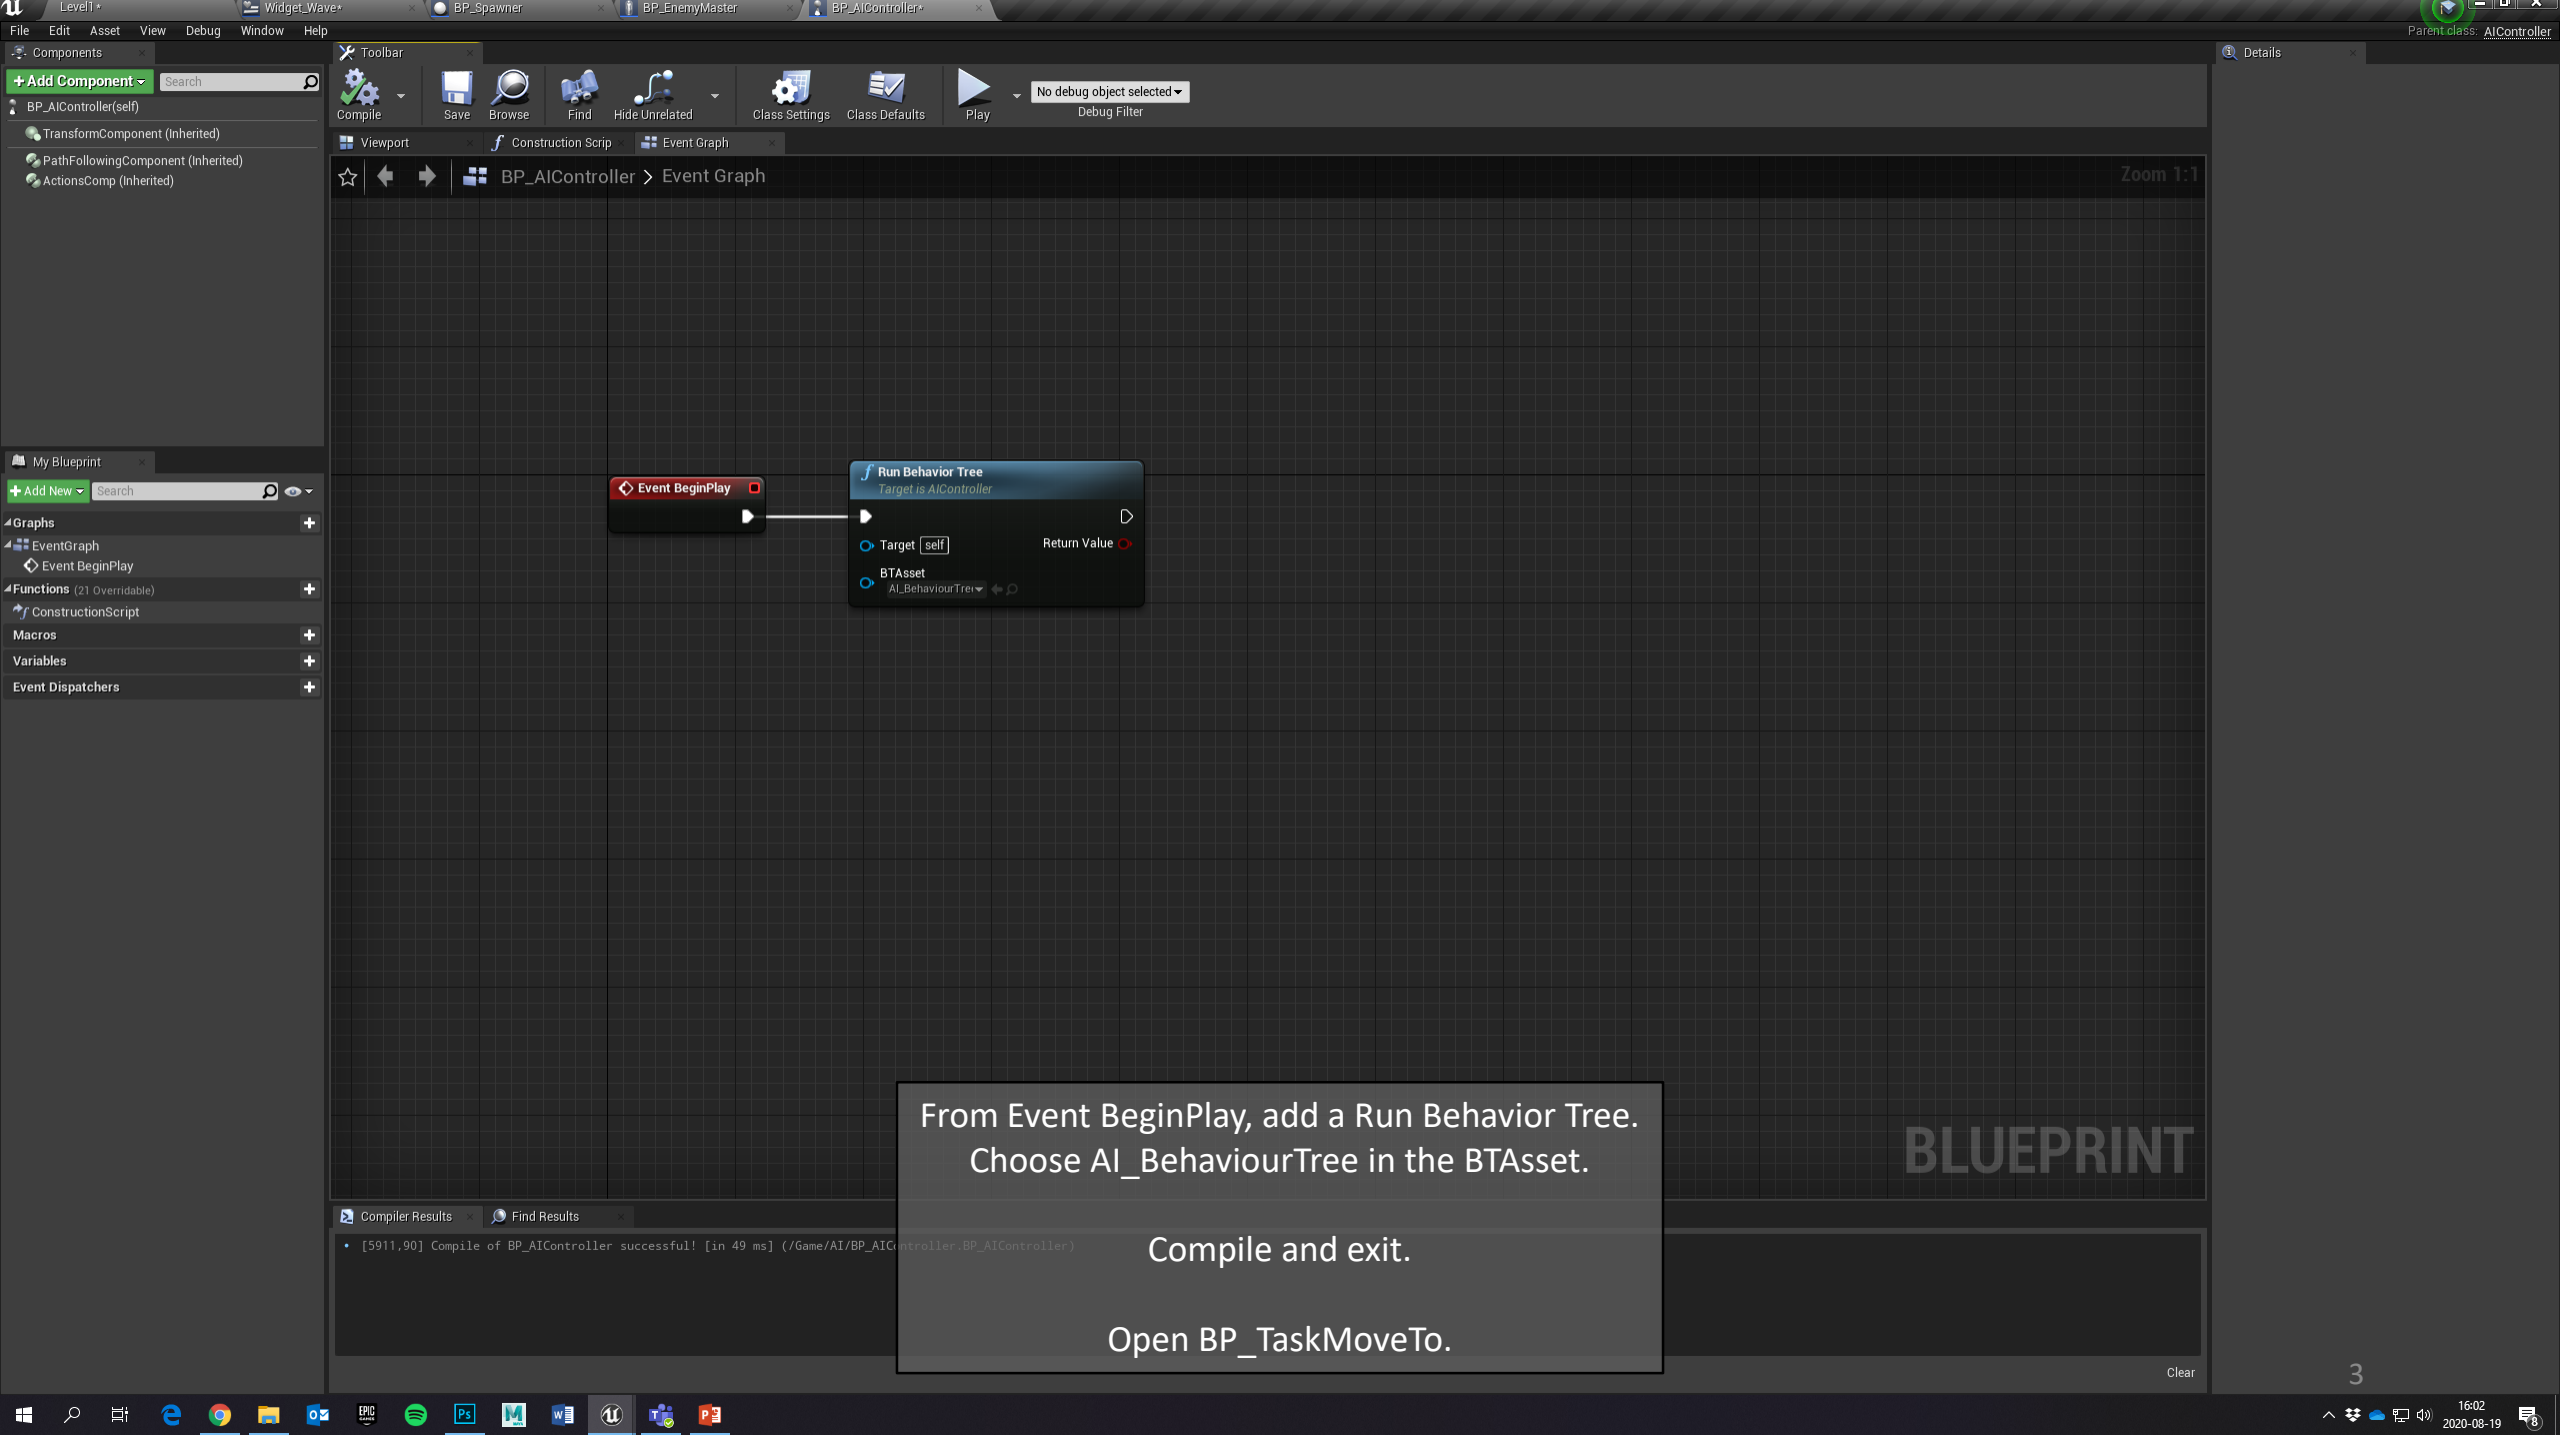 Level1*
Widget_Wave*
BP_Spawner
BP_EnemyMaster
BP_AIController*
File Edit Asset View Debug Window Help
Parent class: AIController
Components
Toolbar
Details
Add Component
Search
BP_AIController(self)
TransformComponent (Inherited)
PathFollowingComponent (Inherited)
ActionsComp (Inherited)
Compile
Save
Browse
Find
Hide Unrelated
Class Settings
Class Defaults
Play
No debug object selected
Debug Filter
Viewport
Construction Scrip
Event Graph
BP_AIController > Event Graph
Zoom 1:1
My Blueprint
Add New
Search
Graphs
EventGraph
Event BeginPlay
Functions (21 Overridable)
ConstructionScript
Macros
Variables
Event Dispatchers
Event BeginPlay
Run Behavior Tree
Target is AIController
Target self
Return Value
BTAsset
AI_BehaviourTre
BLUEPRINT
Compiler Results
Find Results
[5911,90] Compile of BP_AIController successful! [in 49 ms] (/Game/AI/BP_AIController.BP_AIController)
From Event BeginPlay, add a Run Behavior Tree.
Choose AI_BehaviourTree in the BTAsset.
Compile and exit.
Open BP_TaskMoveTo.
Clear
3
EPIC
GAMES
Ps
M
16:02
2020-08-19
8